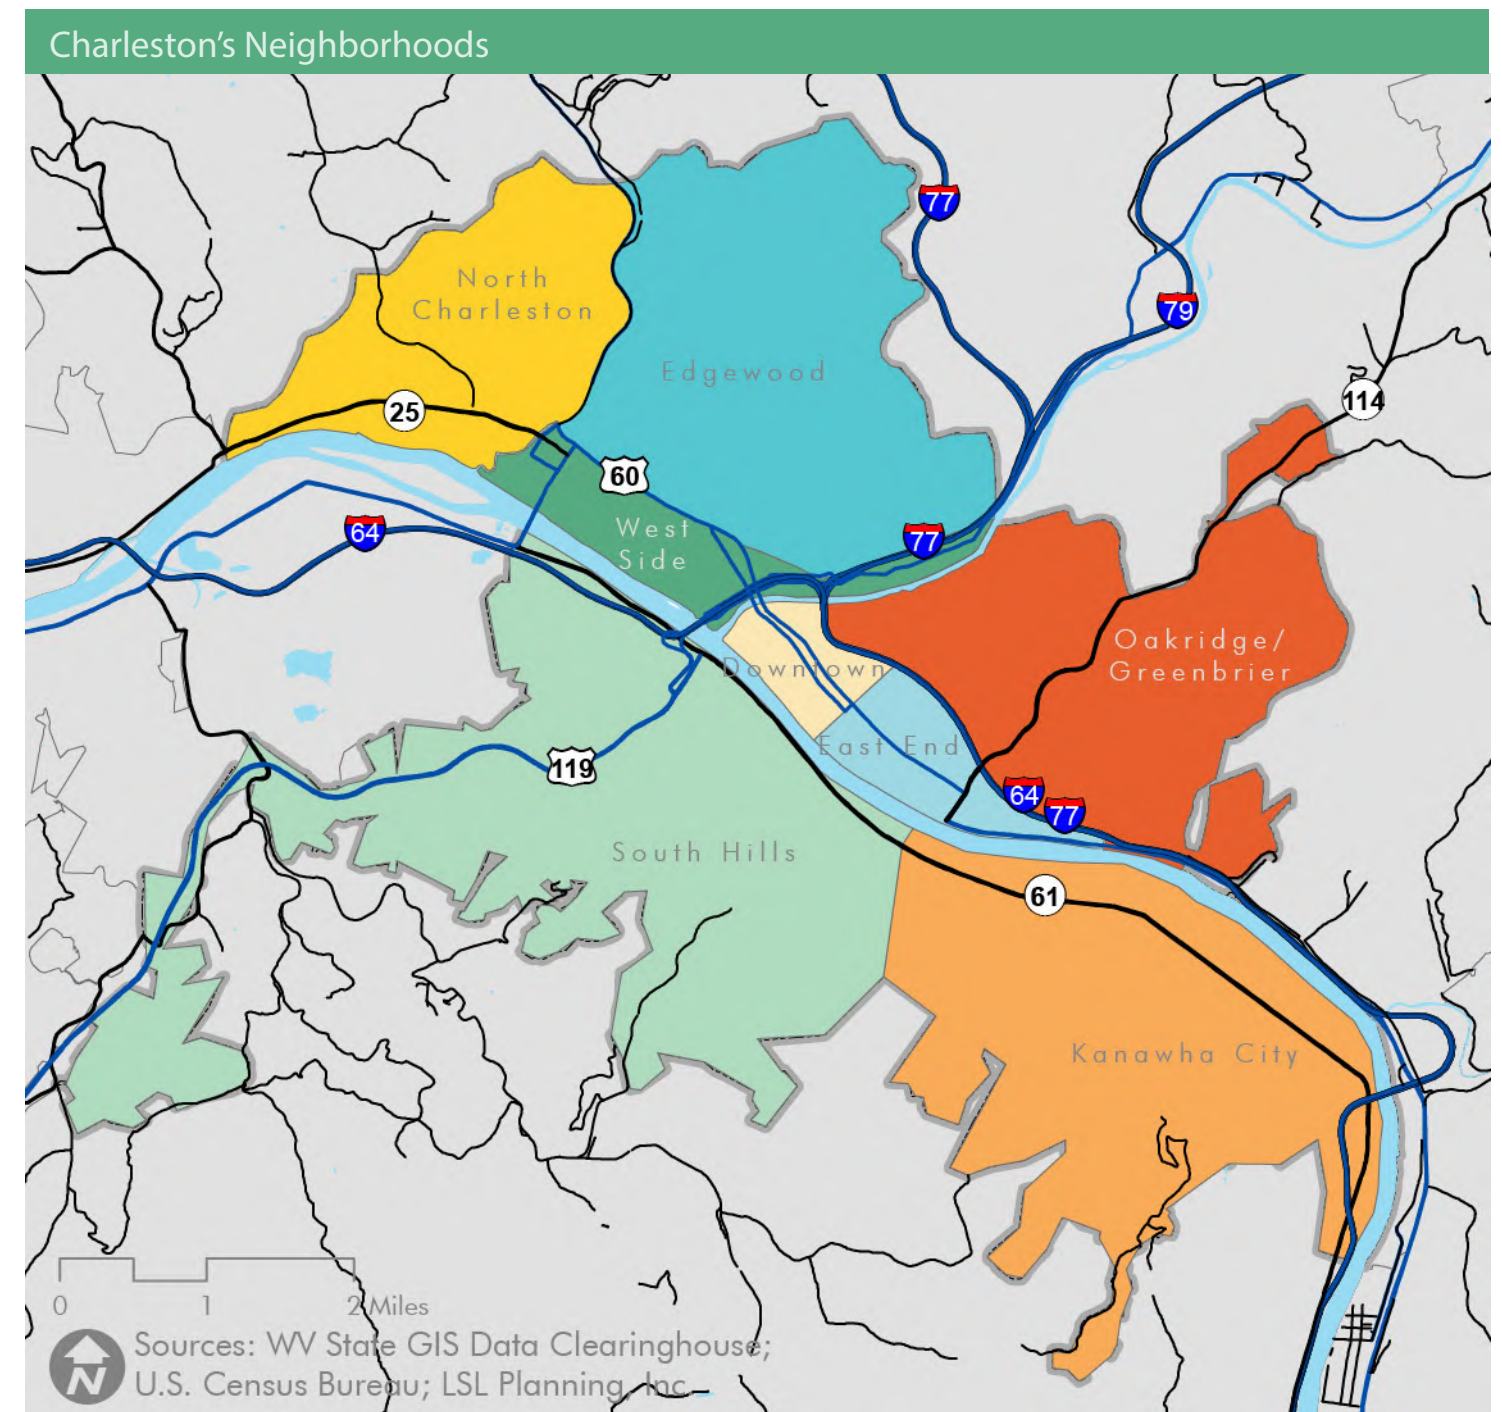 Charleston's Neighborhoods
77
North
Charleston
79
Edgewood
114
25
60
64
West
Side
77
Oakridge/
Greenbrier
Downtown
East End
119
64
77
South Hills
61
Kanawha City
0 1 2 Miles
Sources: WV State GIS Data Clearinghouse;
U.S. Census Bureau; LSL Planning, Inc.
N